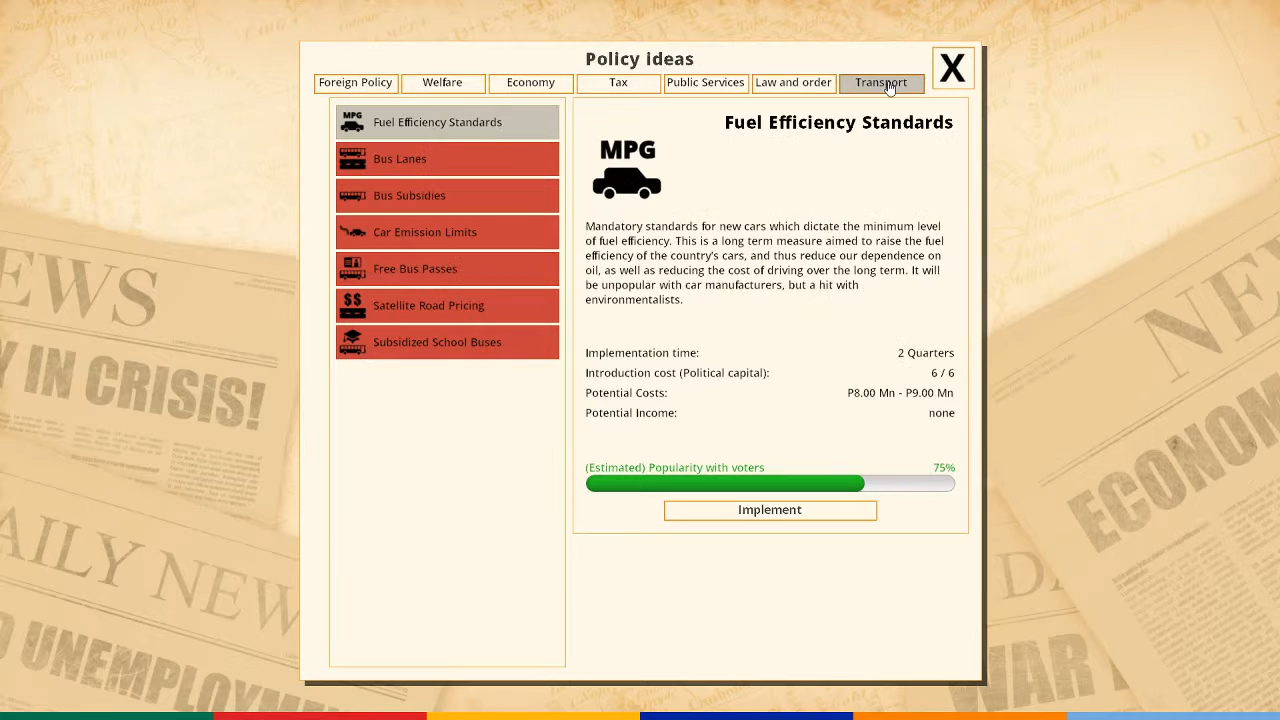 Policy ideas
X
Foreign Policy
Welfare
Economy
Tax
Public Services
Law and order
Transport
MPG
Fuel Efficiency Standards
Bus Lanes
Bus Subsidies
Car Emission Limits
Free Bus Passes
$$
Satellite Road Pricing
Subsidized School Buses
Fuel Efficiency Standards
MPG
Mandatory standards for new cars which dictate the minimum level
of fuel efficiency. This is a long term measure aimed to raise the fuel
efficiency of the country's cars, and thus reduce our dependence on
oil, as well as reducing the cost of driving over the long term. It will
be unpopular with car manufacturers, but a hit with
environmentalists.
Implementation time: 2 Quarters
Introduction cost (Political capital): 6 / 6
Potential Costs: P8.00 Mn - P9.00 Mn
Potential Income: none
(Estimated) Popularity with voters 75%
Implement
EWS
Y IN CRISIS!
AILY NEW
D UNEMPLOYM
NE
ECONO
DA
WAR